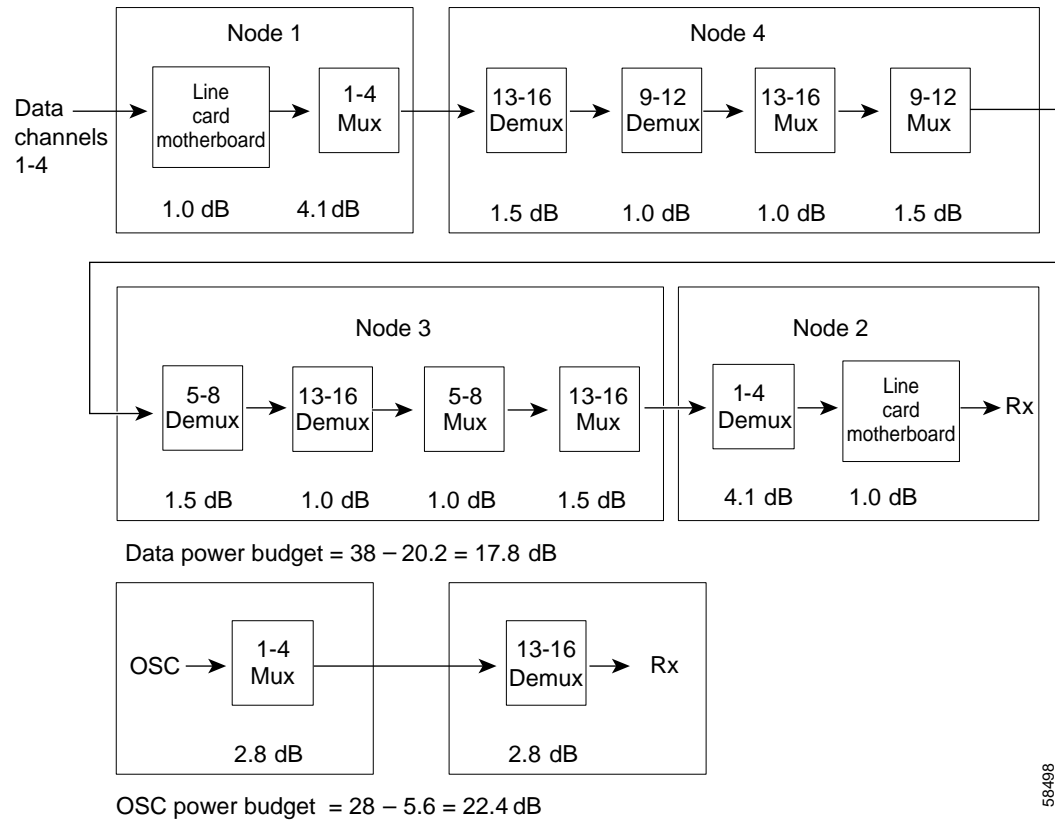 Node 1
Node 4
Data
channels
1-4
Line
card
motherboard
1-4
Mux
13-16
Demux
9-12
Demux
13-16
Mux
9-12
Mux
1.0 dB
4.1 dB
1.5 dB
1.0 dB
1.0 dB
1.5 dB
Node 3
Node 2
5-8
Demux
13-16
Demux
5-8
Mux
13-16
Mux
1-4
Demux
Line
card
motherboard
Rx
1.5 dB
1.0 dB
1.0 dB
1.5 dB
4.1 dB
1.0 dB
Data power budget = 38 – 20.2 = 17.8 dB
OSC
1-4
Mux
13-16
Demux
Rx
2.8 dB
2.8 dB
OSC power budget = 28 – 5.6 = 22.4 dB
58498